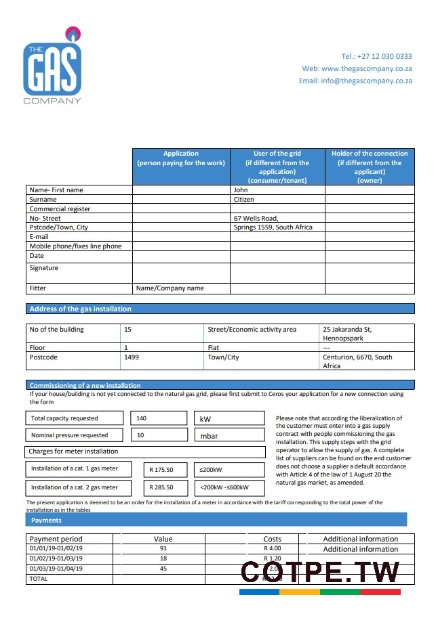 THE
GAS
COMPANY
Tel.: +27 12 030 0333
Web: www.thegascompany.co.za
Email: info@thegascompany.co.za
Application
(person paying for the work)
User of the grid
(if different from the
application)
(consumer/tenant)
Holder of the connection
(if different from the
applicant)
(owner)
Name- First name John
Surname Citizen
Commercial register
No- Street 67 Wells Road,
Pstcode/Town, City Springs 1559, South Africa
E-mail
Mobile phone/fixes line phone
Date
Signature
Fitter Name/Company name
Address of the gas installation
No of the building 15 Street/Economic activity area 25 Jakaranda St,
Hennopspark
Floor 1 Flat ---
Postcode 1499 Town/City Centurion, 6670, South
Africa
Commissioning of a new installation
If your house/building is not yet connected to the natural gas grid, please first submit to Ceros your application for a new connection using
the form
Total capacity requested 140 kW
Nominal pressure requested 10 mbar
Charges for meter installation
Installation of a cat. 1 gas meter R 175.50 ≤200kW
Installation of a cat. 2 gas meter R 285.50 <200kW -≤600kW
Please note that according the liberalization of
the customer must enter into a gas supply
contract with people commissioning the gas
installation. This supply steps with the grid
operator to allow the supply of gas. A complete
list of suppliers can be found on the end customer
does not choose a supplier a default accordance
with Article 4 of the law of 1 August 20 the
natural gas market, as amended.
The present application is deemed to be an order for the installation of a meter in accordance with the tariff corresponding to the total power of the
installation as in the tables
Payments
Payment period Value Costs Additional information
01/01/19-01/02/19 91 R 4.00 Additional information
01/02/19-01/03/19 18 R 1.20
01/03/19-01/04/19 45
TOTAL
COTPE.TW